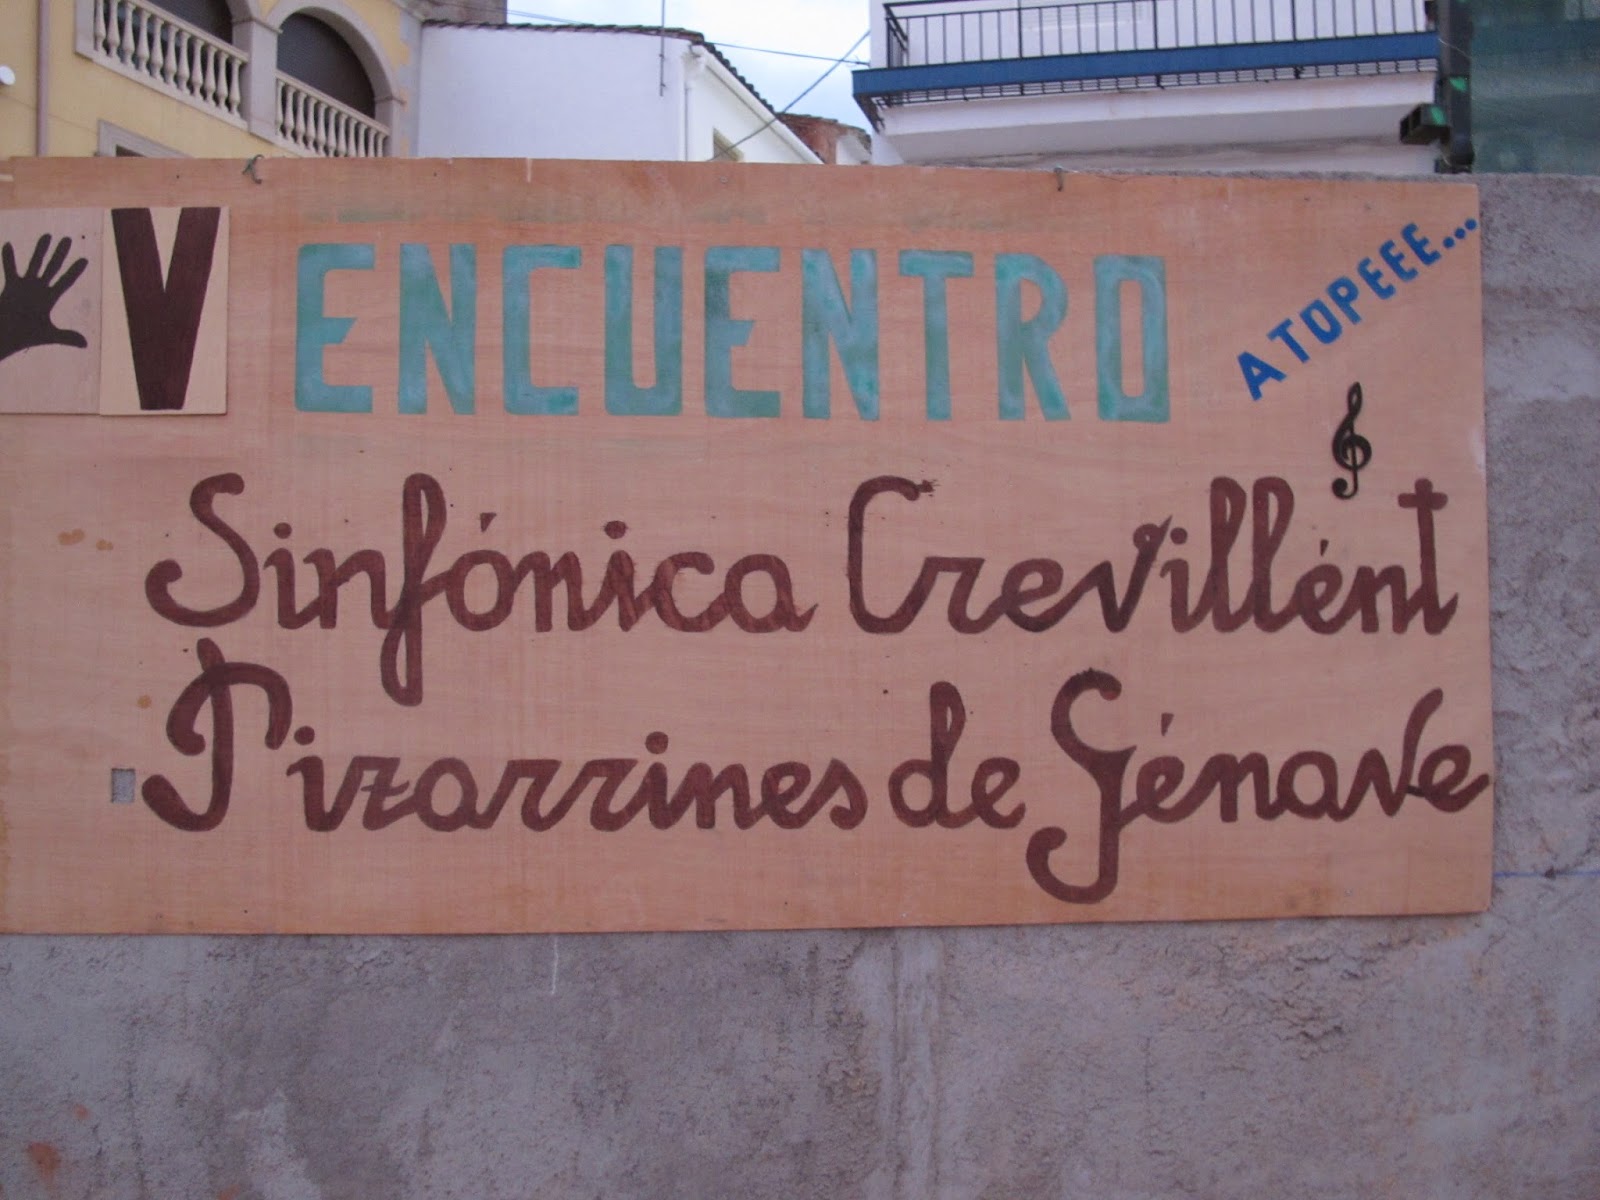 V ENCUENTRO
A TOPEEE...
Sinfónica Crevillént
Pizarrines de Génave